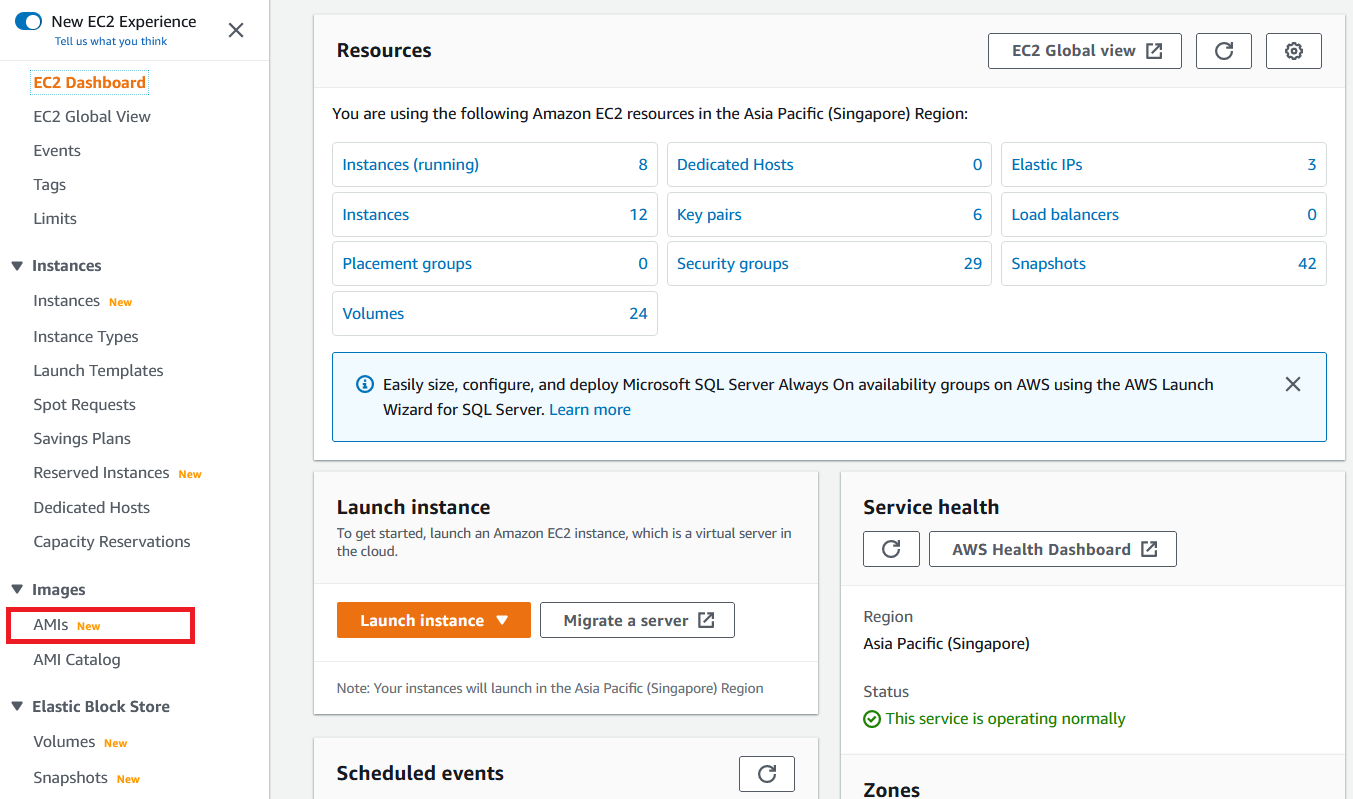 New EC2 Experience
Tell us what you think
EC2 Dashboard
EC2 Global View
Events
Tags
Limits
Instances
Instances New
Instance Types
Launch Templates
Spot Requests
Savings Plans
Reserved Instances New
Dedicated Hosts
Capacity Reservations
Images
AMIs New
AMI Catalog
Elastic Block Store
Volumes New
Snapshots New
Resources
EC2 Global view
You are using the following Amazon EC2 resources in the Asia Pacific (Singapore) Region:
Instances (running) 8
Dedicated Hosts 0
Elastic IPs 3
Instances 12
Key pairs 6
Load balancers 0
Placement groups 0
Security groups 29
Snapshots 42
Volumes 24
Easily size, configure, and deploy Microsoft SQL Server Always On availability groups on AWS using the AWS Launch
Wizard for SQL Server. Learn more
Launch instance
To get started, launch an Amazon EC2 instance, which is a virtual server in
the cloud.
Launch instance
Migrate a server
Note: Your instances will launch in the Asia Pacific (Singapore) Region
Scheduled events
Service health
AWS Health Dashboard
Region
Asia Pacific (Singapore)
Status
This service is operating normally
Zones